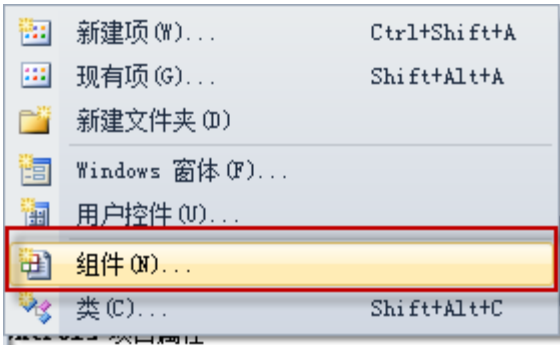 新建项(W)... Ctrl+Shift+A
现有项(G)... Shift+Alt+A
新建文件夹(D)
Windows 窗体(F)...
用户控件(U)...
组件(N)...
类(C)... Shift+Alt+C